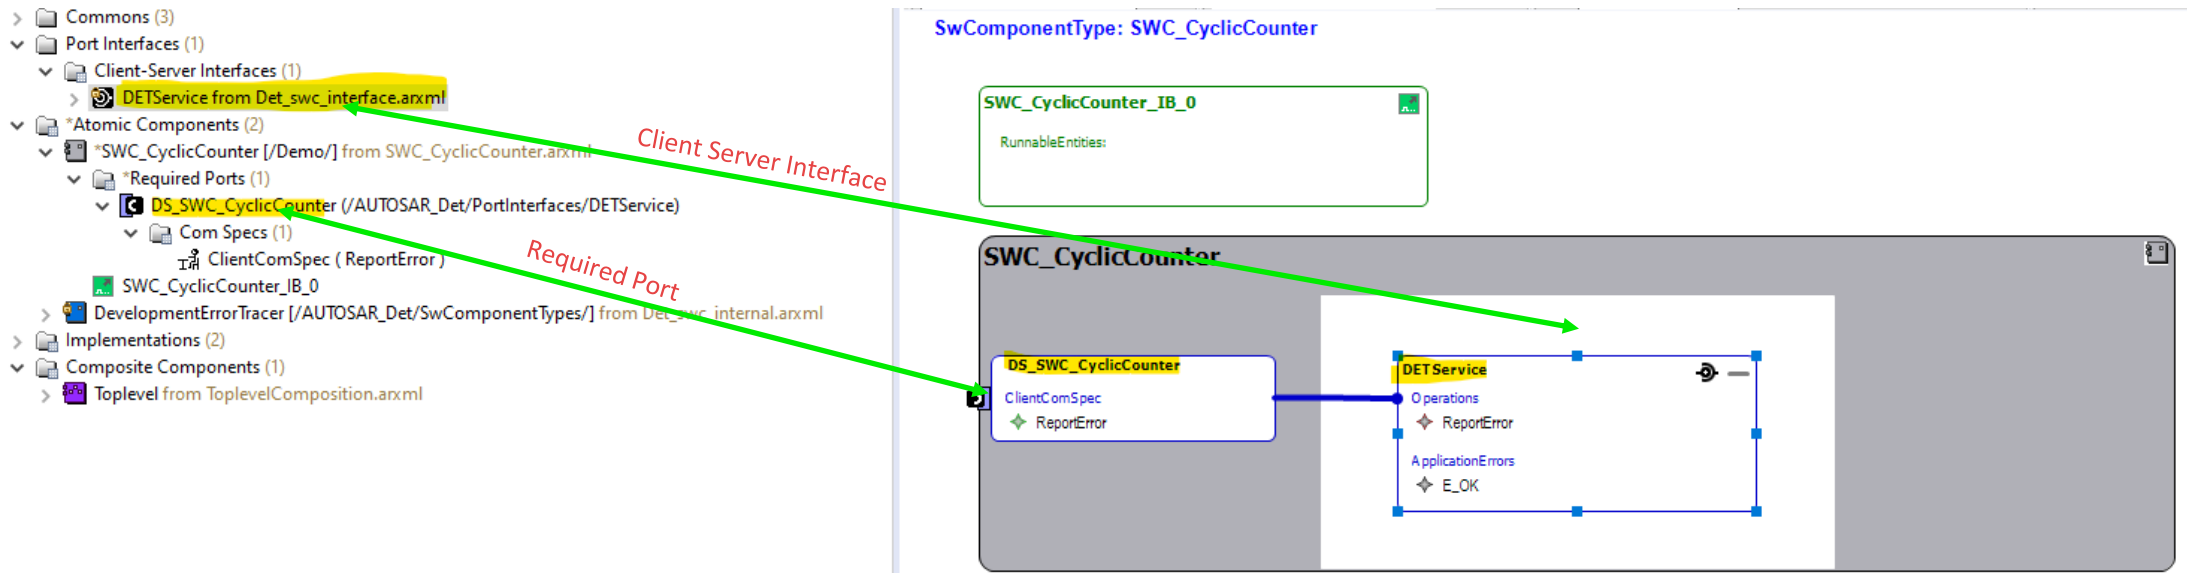 Commons (3)
Port Interfaces (1)
Client-Server Interfaces (1)
DETService from Det_swc_interface.arxml
*Atomic Components (2)
*SWC_CyclicCounter [/Demo/] from SWC_CyclicCounter.arxml
*Required Ports (1)
DS_SWC_CyclicCounter (/AUTOSAR_Det/PortInterfaces/DETService)
Com Specs (1)
ClientComSpec ( ReportError )
SWC_CyclicCounter_IB_0
DevelopmentErrorTracer [/AUTOSAR_Det/SwComponentTypes/] from Det_swc_internal.arxml
Implementations (2)
Composite Components (1)
Toplevel from ToplevelComposition.arxml
Client Server Interface
Required Port
SwComponentType: SWC_CyclicCounter
SWC_CyclicCounter_IB_0
RunnableEntities:
SWC_CyclicCounter
DS_SWC_CyclicCounter
ClientComSpec
ReportError
DETService
Operations
ReportError
ApplicationErrors
E_OK